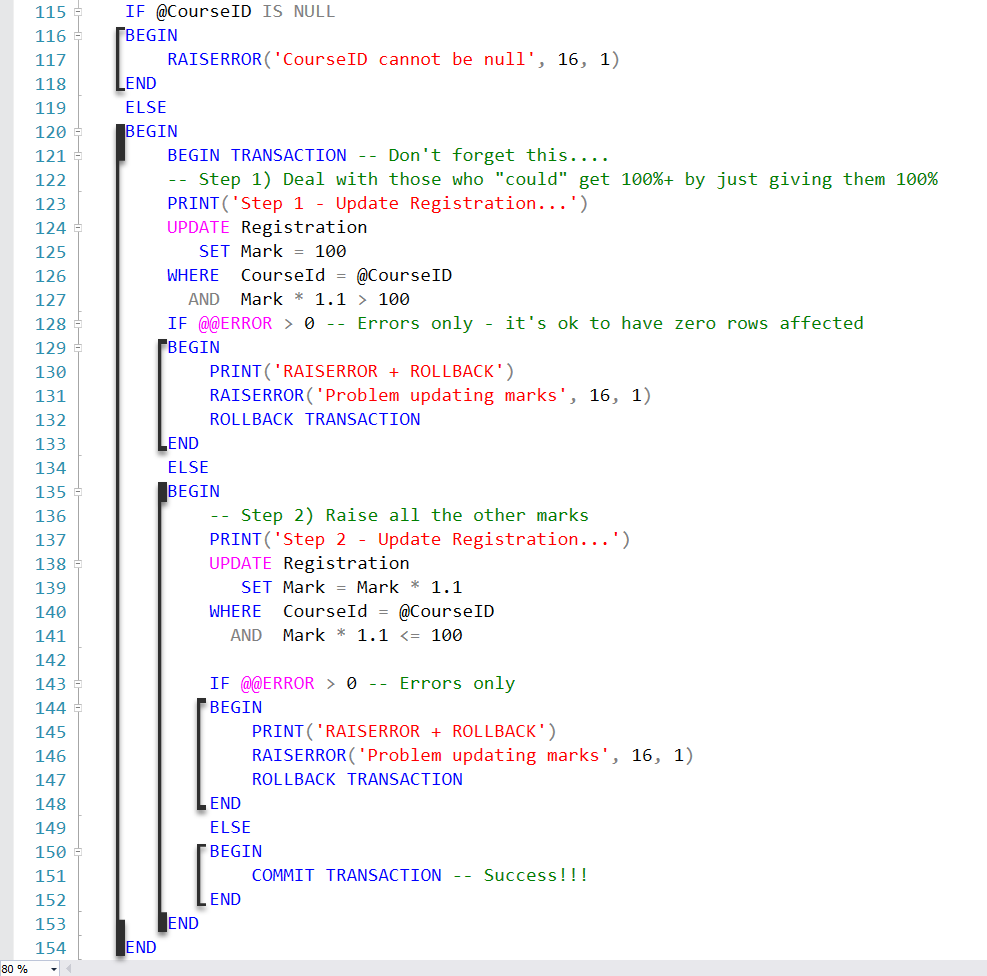 115 IF @CourseID IS NULL
116 BEGIN
117 RAISERROR('CourseID cannot be null', 16, 1)
118 END
119 ELSE
120 BEGIN
121 BEGIN TRANSACTION -- Don't forget this....
122 -- Step 1) Deal with those who "could" get 100%+ by just giving them 100%
123 PRINT('Step 1 - Update Registration...')
124 UPDATE Registration
125 SET Mark = 100
126 WHERE CourseId = @CourseID
127 AND Mark * 1.1 > 100
128 IF @@ERROR > 0 -- Errors only - it's ok to have zero rows affected
129 BEGIN
130 PRINT('RAISERROR + ROLLBACK')
131 RAISERROR('Problem updating marks', 16, 1)
132 ROLLBACK TRANSACTION
133 END
134 ELSE
135 BEGIN
136 -- Step 2) Raise all the other marks
137 PRINT('Step 2 - Update Registration...')
138 UPDATE Registration
139 SET Mark = Mark * 1.1
140 WHERE CourseId = @CourseID
141 AND Mark * 1.1 <= 100
142
143 IF @@ERROR > 0 -- Errors only
144 BEGIN
145 PRINT('RAISERROR + ROLLBACK')
146 RAISERROR('Problem updating marks', 16, 1)
147 ROLLBACK TRANSACTION
148 END
149 ELSE
150 BEGIN
151 COMMIT TRANSACTION -- Success!!!
152 END
153 END
154 END
80 %